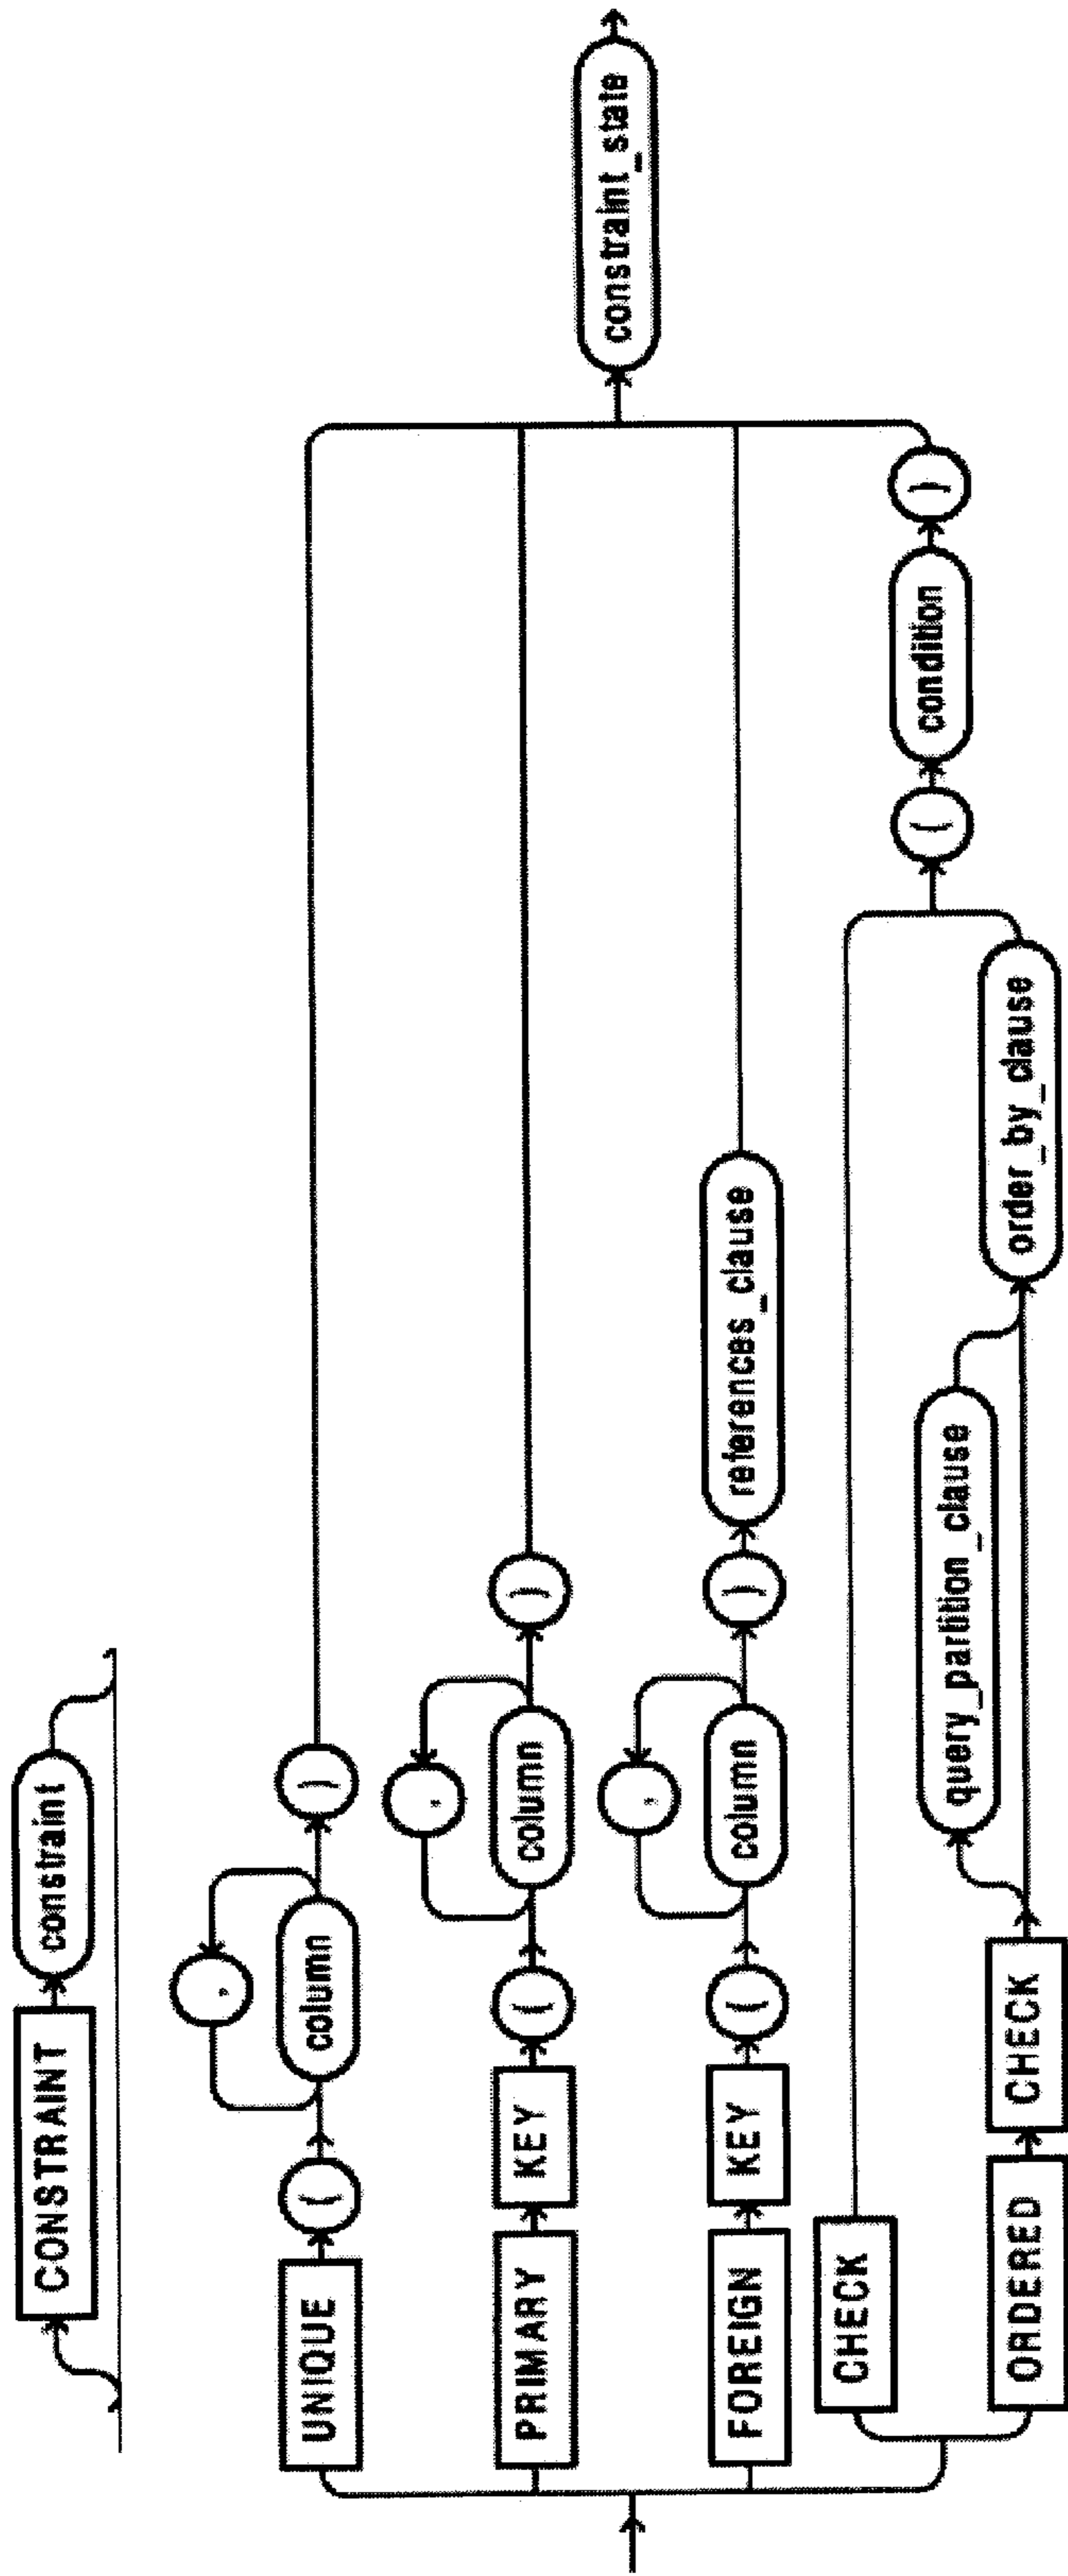 CONSTRAINT constraint
,
UNIQUE ( column ) 
,
PRIMARY KEY ( column )
constraint_state
,
FOREIGN KEY ( column ) references_clause
CHECK
( condition )
query_partition_clause
ORDERED CHECK order_by_clause